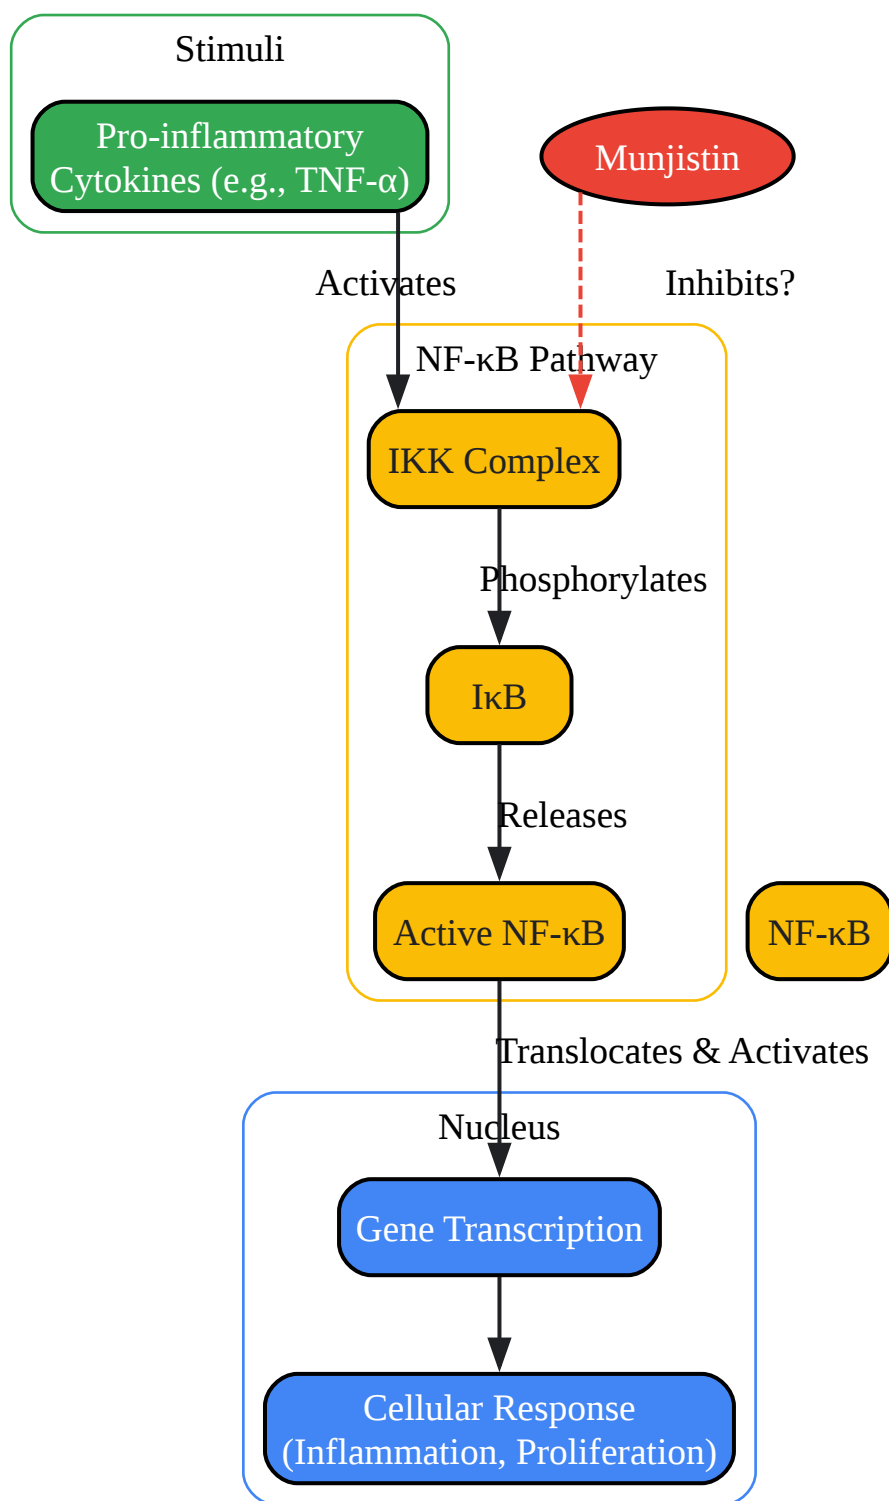 Stimuli
Pro-inflammatory
Cytokines (e.g., TNF-α)
Munjistin
Activates
Inhibits?
NF-κB Pathway
IKK Complex
Phosphorylates
IκB
Releases
Active NF-κB
NF-κB
Translocates & Activates
Nucleus
Gene Transcription
Cellular Response
(Inflammation, Proliferation)